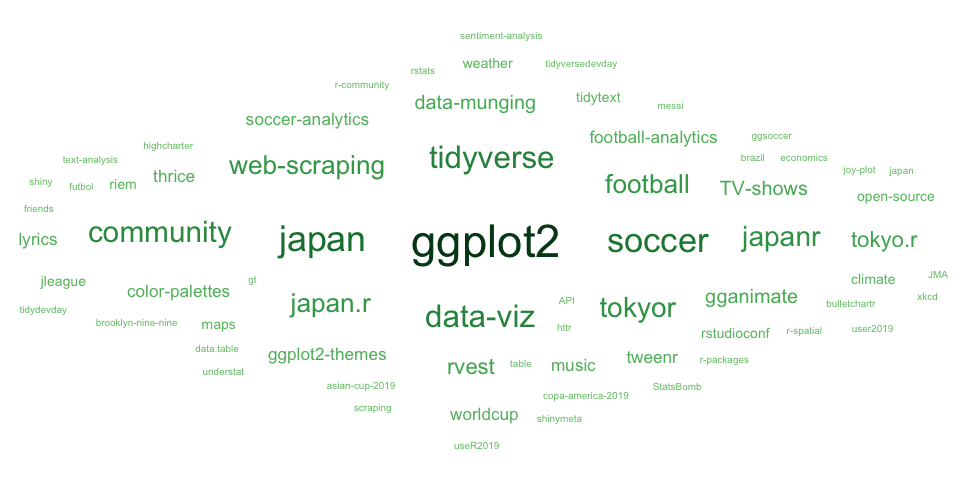 sentiment-analysis
rstats weather tidyversedevday
r-community
data-munging tidytext messi
soccer-analytics football-analytics ggsoccer
highcharter
text-analysis web-scraping tidyverse brazil economics
shiny futbol riem thrice football TV-shows joy-plot japan
open-source
friends
lyrics community japan ggplot2 soccer japanr tokyo.r
jleague color-palettes gt climate JMA
japan.r API tokyor gganimate bulletchartr xkcd
tidydevday brooklyn-nine-nine maps data-viz httr rstudioconf r-spatial user2019
data.table ggplot2-themes tweenr r-packages
understat rvest table music
asian-cup-2019 copa-america-2019 StatsBomb
scraping worldcup shinymeta
useR2019